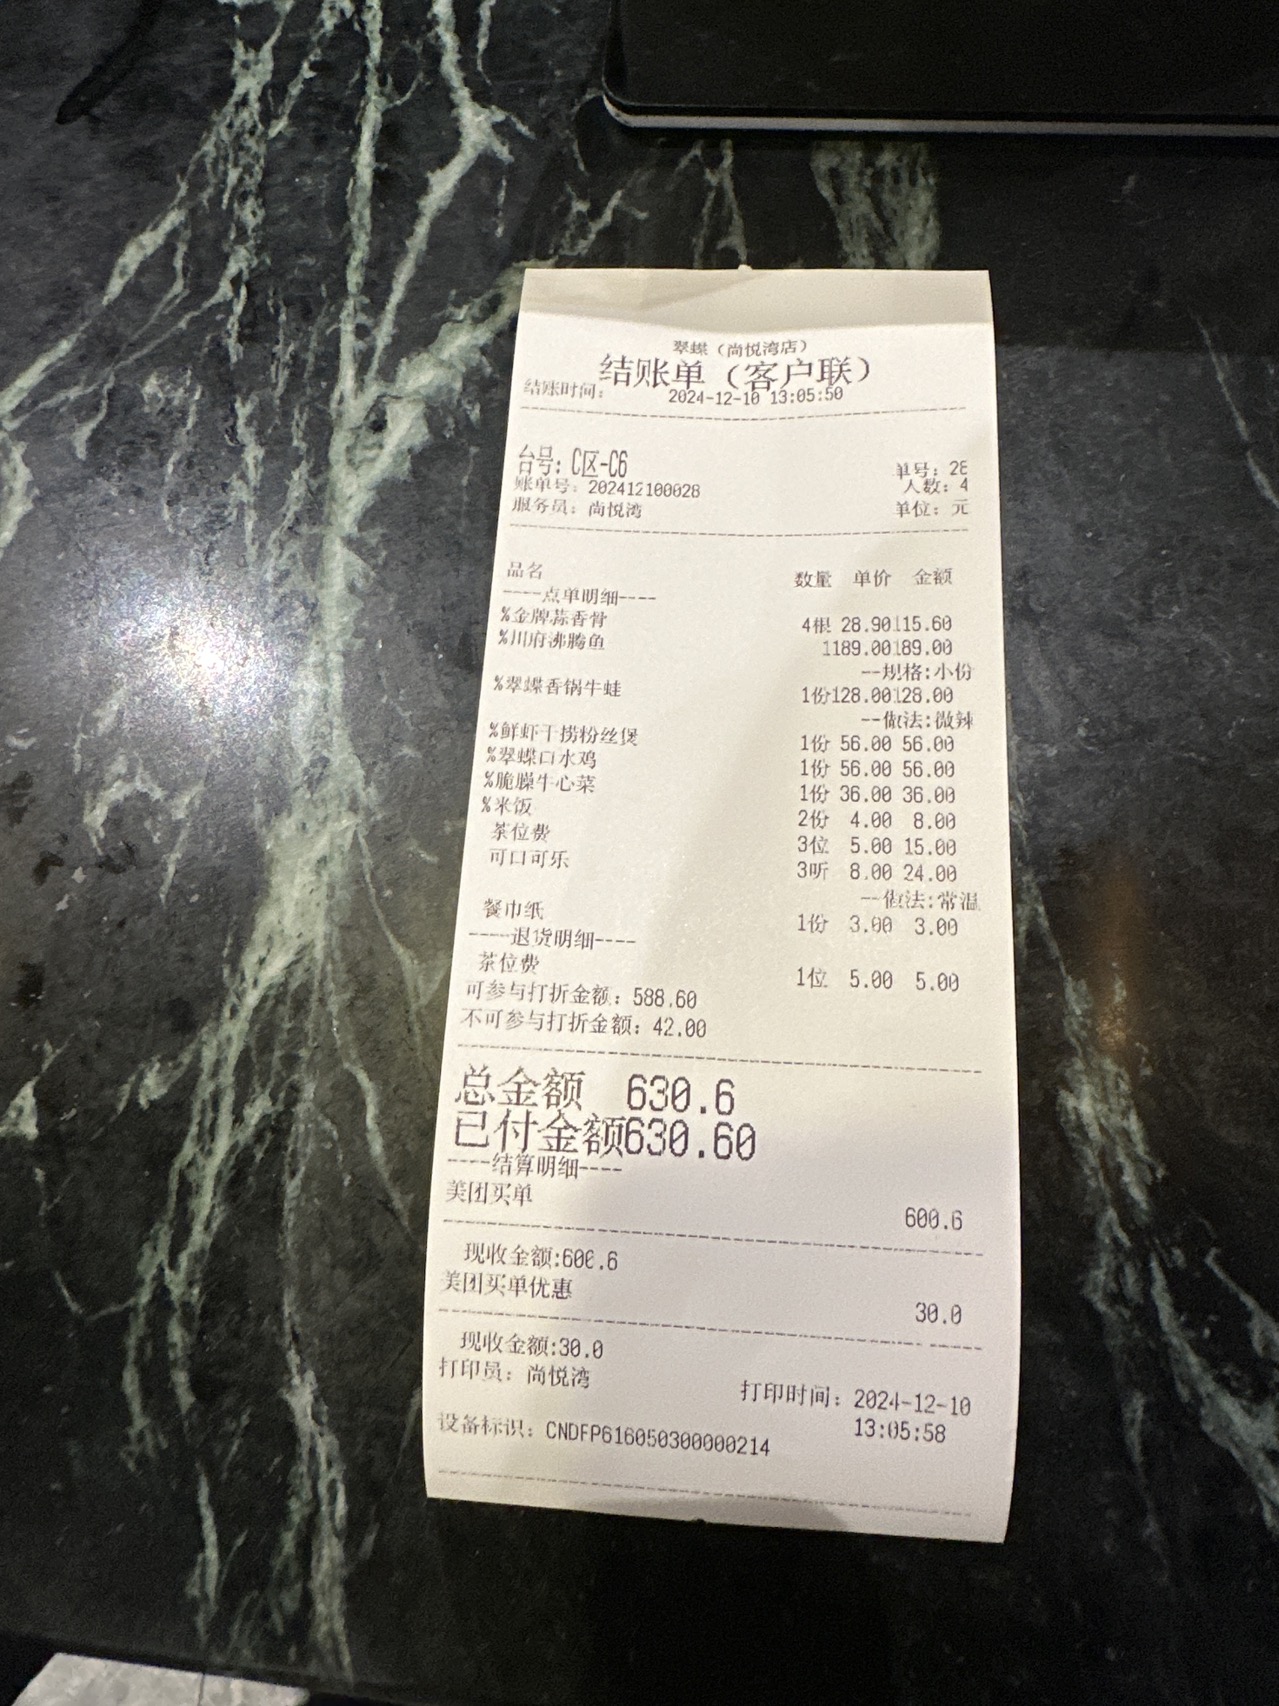 翠蝶（尚悦湾店）
结账单（客户联）
结账时间： 2024-12-10 13:05:50
台号: C区-C6 单号: 28
账单号: 202412100028 人数: 4
服务员: 尚悦湾 单位: 元
品名 数量 单价 金额
----点单明细----
%金牌蒜香骨 4根 28.90115.60
%川府沸腾鱼 1189.00189.00
--规格:小份
%翠蝶香锅牛蛙 1份128.00128.00
--做法:微辣
%鲜虾干捞粉丝煲 1份 56.00 56.00
%翠蝶口水鸡 1份 56.00 56.00
%脆臊牛心菜 1份 36.00 36.00
%米饭 2份 4.00 8.00
茶位费 3位 5.00 15.00
可口可乐 3听 8.00 24.00
--做法:常温
餐巾纸 1份 3.00 3.00
----退货明细----
茶位费 1位 5.00 5.00
可参与打折金额: 588.60
不可参与打折金额: 42.00
总金额 630.6
已付金额630.60
----结算明细----
美团买单 600.6
现收金额:600.6
美团买单优惠 30.0
现收金额:30.0
打印员: 尚悦湾 打印时间: 2024-12-10
13:05:58
设备标识: CNDFP616050300000214